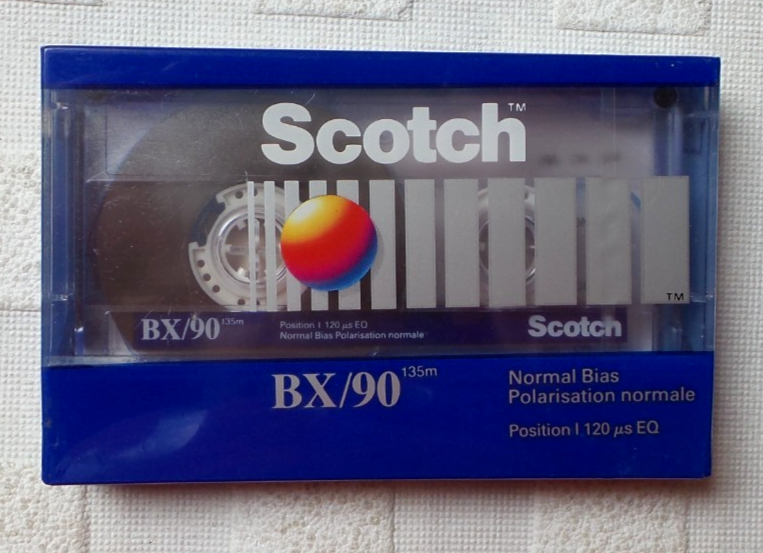 Scotch™
TM
BX/90 135m
Position I 120 µs EQ
Normal Bias Polarisation normale
Scotch
BX/90 135m
Normal Bias
Polarisation normale
Position I 120 µs EQ